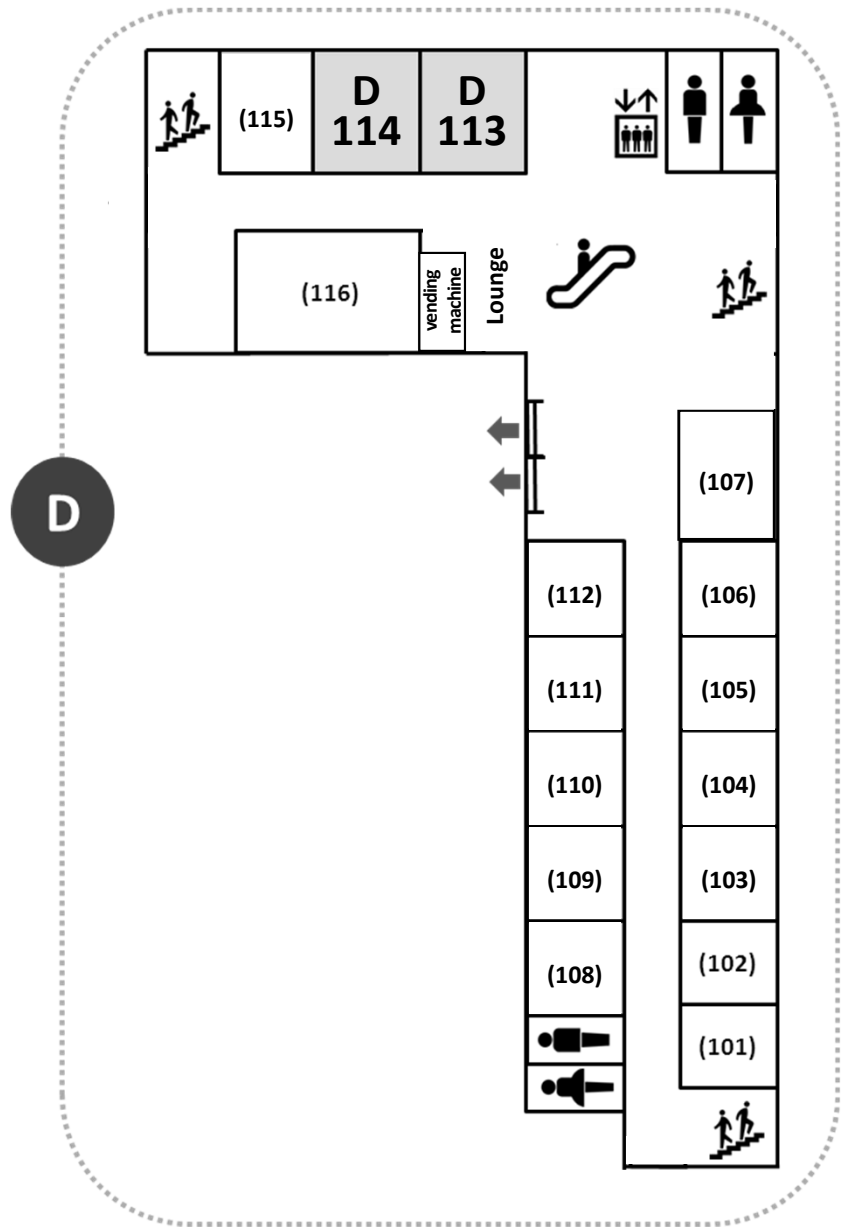 (115)
D
114
D
113
(116)
vending
machine
Lounge
(107)
D
(112)
(106)
(111)
(105)
(110)
(104)
(109)
(103)
(108)
(102)
(101)